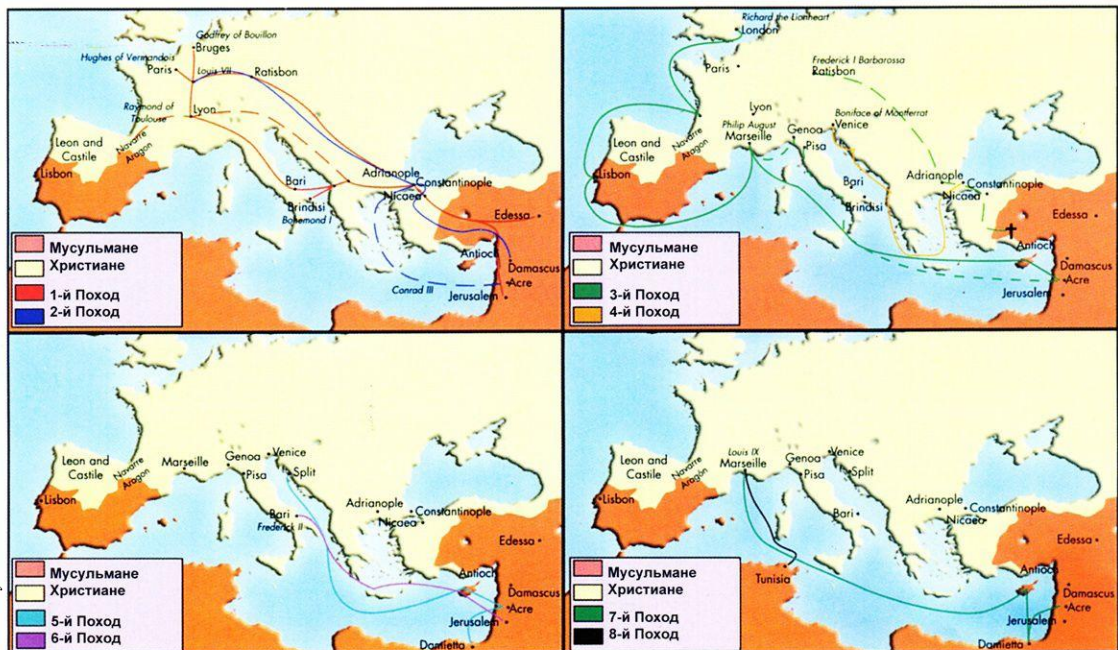 Godfrey of Bouillon
Bruges
Hughes of Vermandois
Paris
Louis VII
Ratisbon
Raymond of
Toulouse
Lyon
Leon and
Castile
Navarre
Aragon
Lisbon
Bari
Brindisi
Bohemond I
Adrianople
Constantinople
Nicaea
Edessa
Antioch
Damascus
Acre
Conrad III
Jerusalem
Мусульмане
Христиане
1-й Поход
2-й Поход
Richard the Lionheart
London
Paris
Frederick I Barbarossa
Ratisbon
Lyon
Philip August
Marseille
Boniface of Montferrat
Genoa
Venice
Pisa
Leon and
Castile
Navarre
Aragon
Lisbon
Bari
Brindisi
Adrianople
Constantinople
Nicaea
Edessa
Antioch
Damascus
Acre
Jerusalem
Мусульмане
Христиане
3-й Поход
4-й Поход
Leon and
Castile
Navarre
Aragon
Lisbon
Marseille
Genoa
Venice
Pisa
Split
Bari
Frederick II
Adrianople
Constantinople
Nicaea
Edessa
Antioch
Damascus
Acre
Jerusalem
Damietta
Мусульмане
Христиане
5-й Поход
6-й Поход
Louis IX
Marseille
Genoa
Venice
Pisa
Split
Leon and
Castile
Navarre
Aragon
Lisbon
Bari
Adrianople
Constantinople
Nicaea
Edessa
Tunisia
Antioch
Damascus
Acre
Jerusalem
Damietta
Мусульмане
Христиане
7-й Поход
8-й Поход